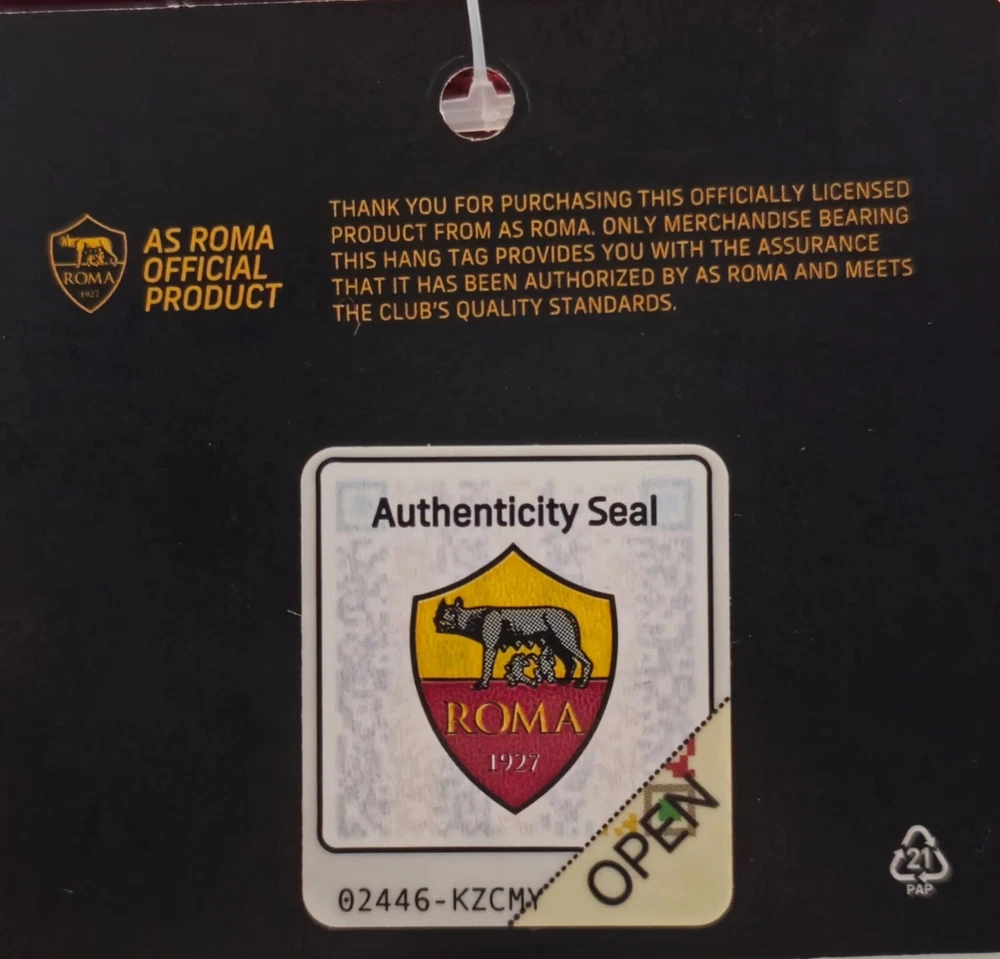 AS ROMA
OFFICIAL
PRODUCT
ROMA
1927
THANK YOU FOR PURCHASING THIS OFFICIALLY LICENSED
PRODUCT FROM AS ROMA. ONLY MERCHANDISE BEARING
THIS HANG TAG PROVIDES YOU WITH THE ASSURANCE
THAT IT HAS BEEN AUTHORIZED BY AS ROMA AND MEETS
THE CLUB'S QUALITY STANDARDS.
Authenticity Seal
ROMA
1927
OPEN
02446-KZCMY
21
PAP